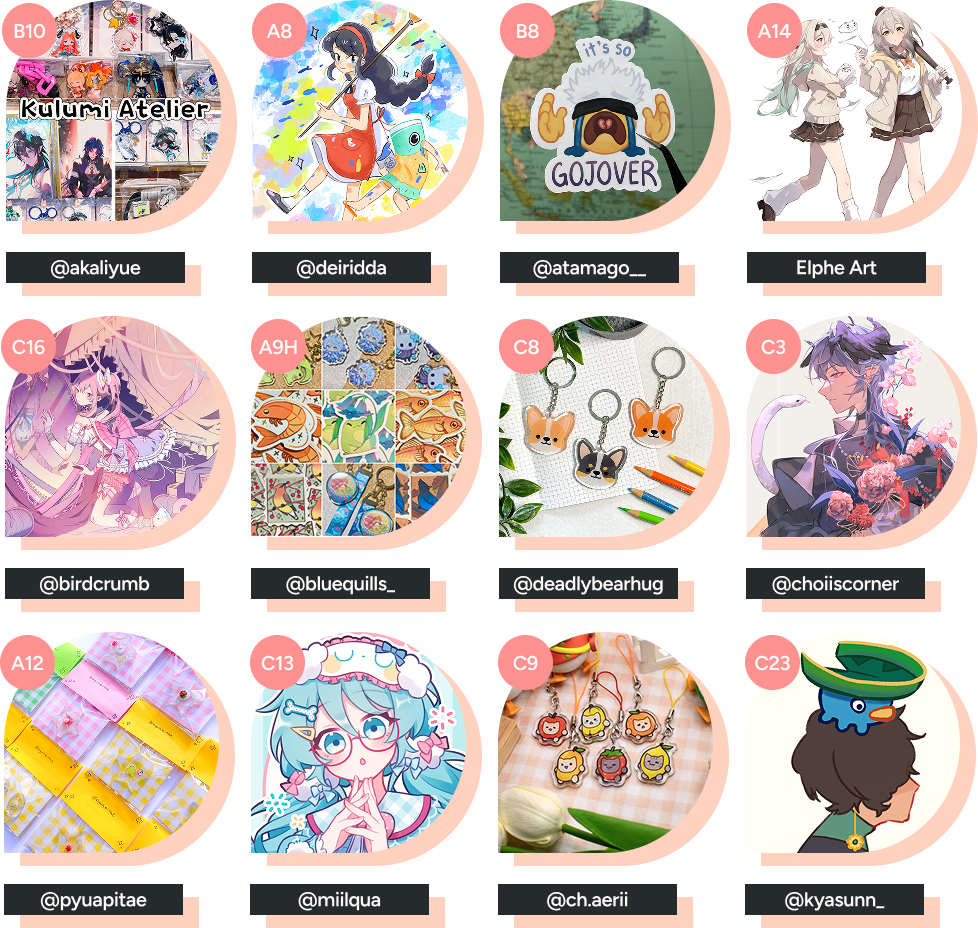 B10
A8
B8
A14
Kulumi Atelier
it's so
GOJOVER
@akaliyue
@deiridda
@atamago__
Elphe Art
C16
A9H
C8
C3
@birdcrumb
@bluequills_
@deadlybearhug
@choiiscorner
A12
C13
C9
C23
@pyuapitae
@miilqua
@ch.aerii
@kyasunn_